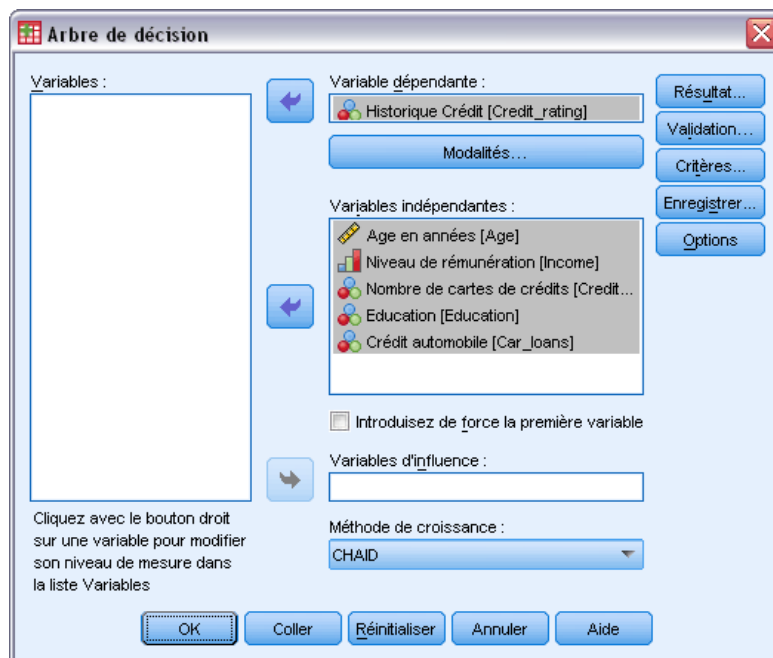 Arbre de décision
Variables :
Variable dépendante :
Historique Crédit [Credit_rating]
Modalités...
Variables indépendantes :
Age en années [Age]
Niveau de rémunération [Income]
Nombre de cartes de crédits [Credit...
Education [Education]
Crédit automobile [Car_loans]
Introduisez de force la première variable
Variables d'influence :
Méthode de croissance :
CHAID
Résultat...
Validation...
Critères...
Enregistrer...
Options
Cliquez avec le bouton droit
sur une variable pour modifier
son niveau de mesure dans
la liste Variables
OK
Coller
Réinitialiser
Annuler
Aide